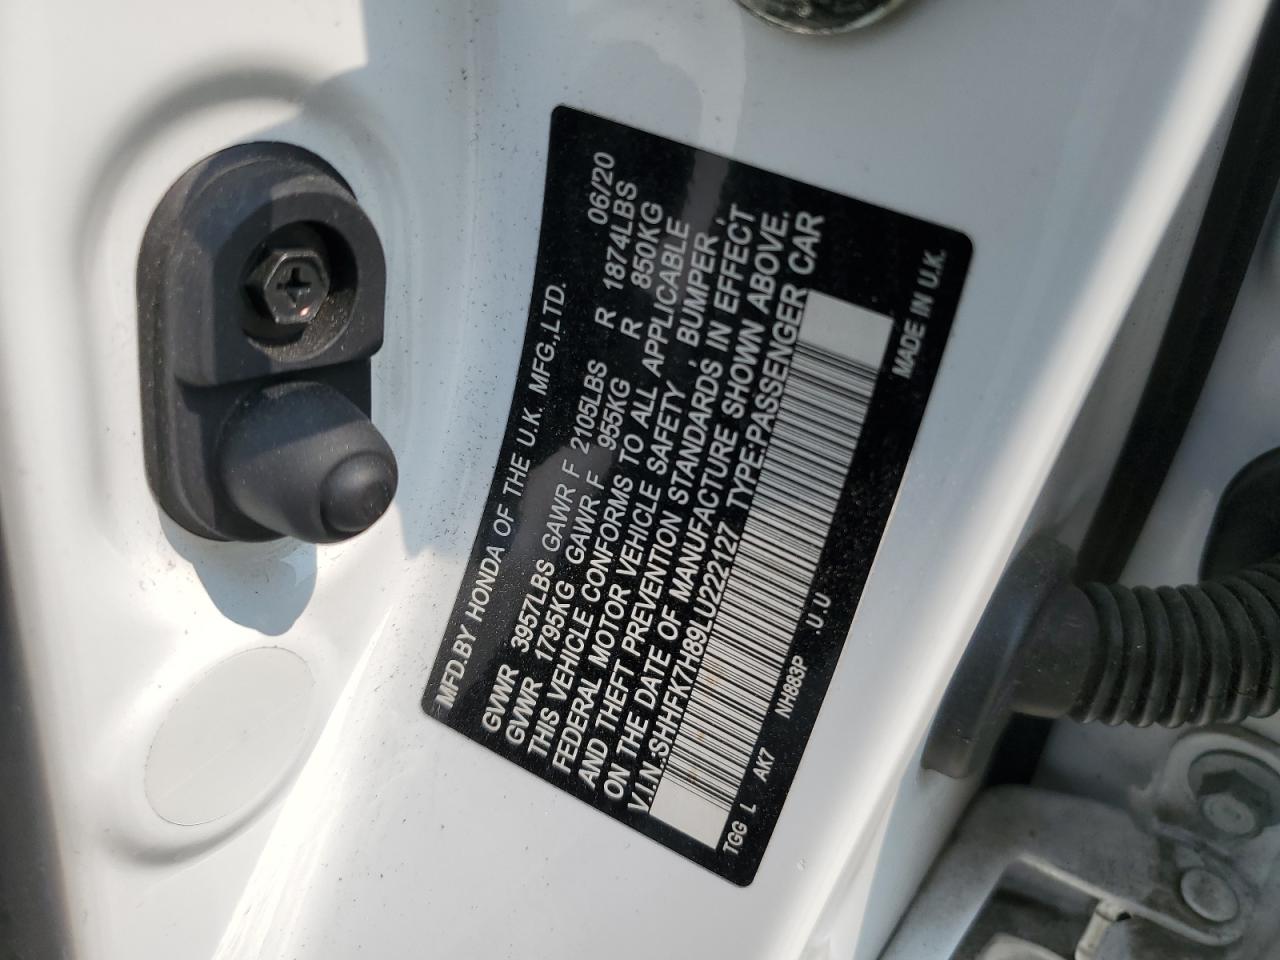 MFD.BY HONDA OF THE U.K. MFG.,LTD. 06/20
GVWR 3957LBS GAWR F 2105LBS R 1874LBS
GVWR 1795KG GAWR F 955KG R 850KG
THIS VEHICLE CONFORMS TO ALL APPLICABLE
FEDERAL MOTOR VEHICLE SAFETY , BUMPER ,
AND THEFT PREVENTION STANDARDS IN EFFECT
ON THE DATE OF MANUFACTURE SHOWN ABOVE.
V.I.N.:SHHFK7H89LU222127 TYPE:PASSENGER CAR
TGG L AK7 NH883P .U.U MADE IN U.K.